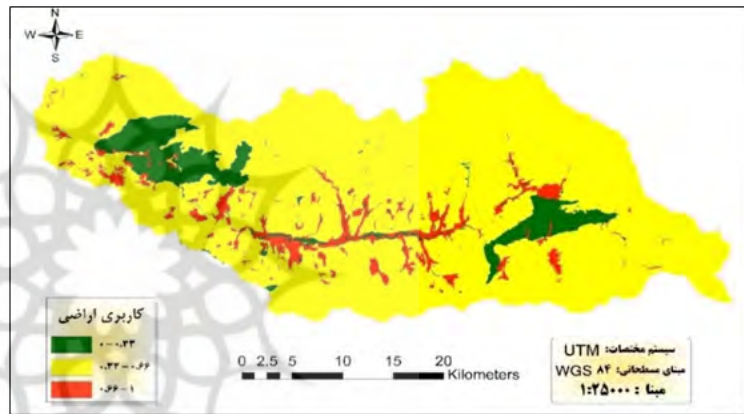 N
W E
S
کاربری اراضی
۰-۰.۳۳
۰.۳۳-۰.۶۶
۰.۶۶-۱
0 2.5 5 10 15 20
Kilometers
سیستم مختصات: UTM
مبنای مسطحاتی: WGS ۸۴
مبنا : ۱:۲۵۰۰۰